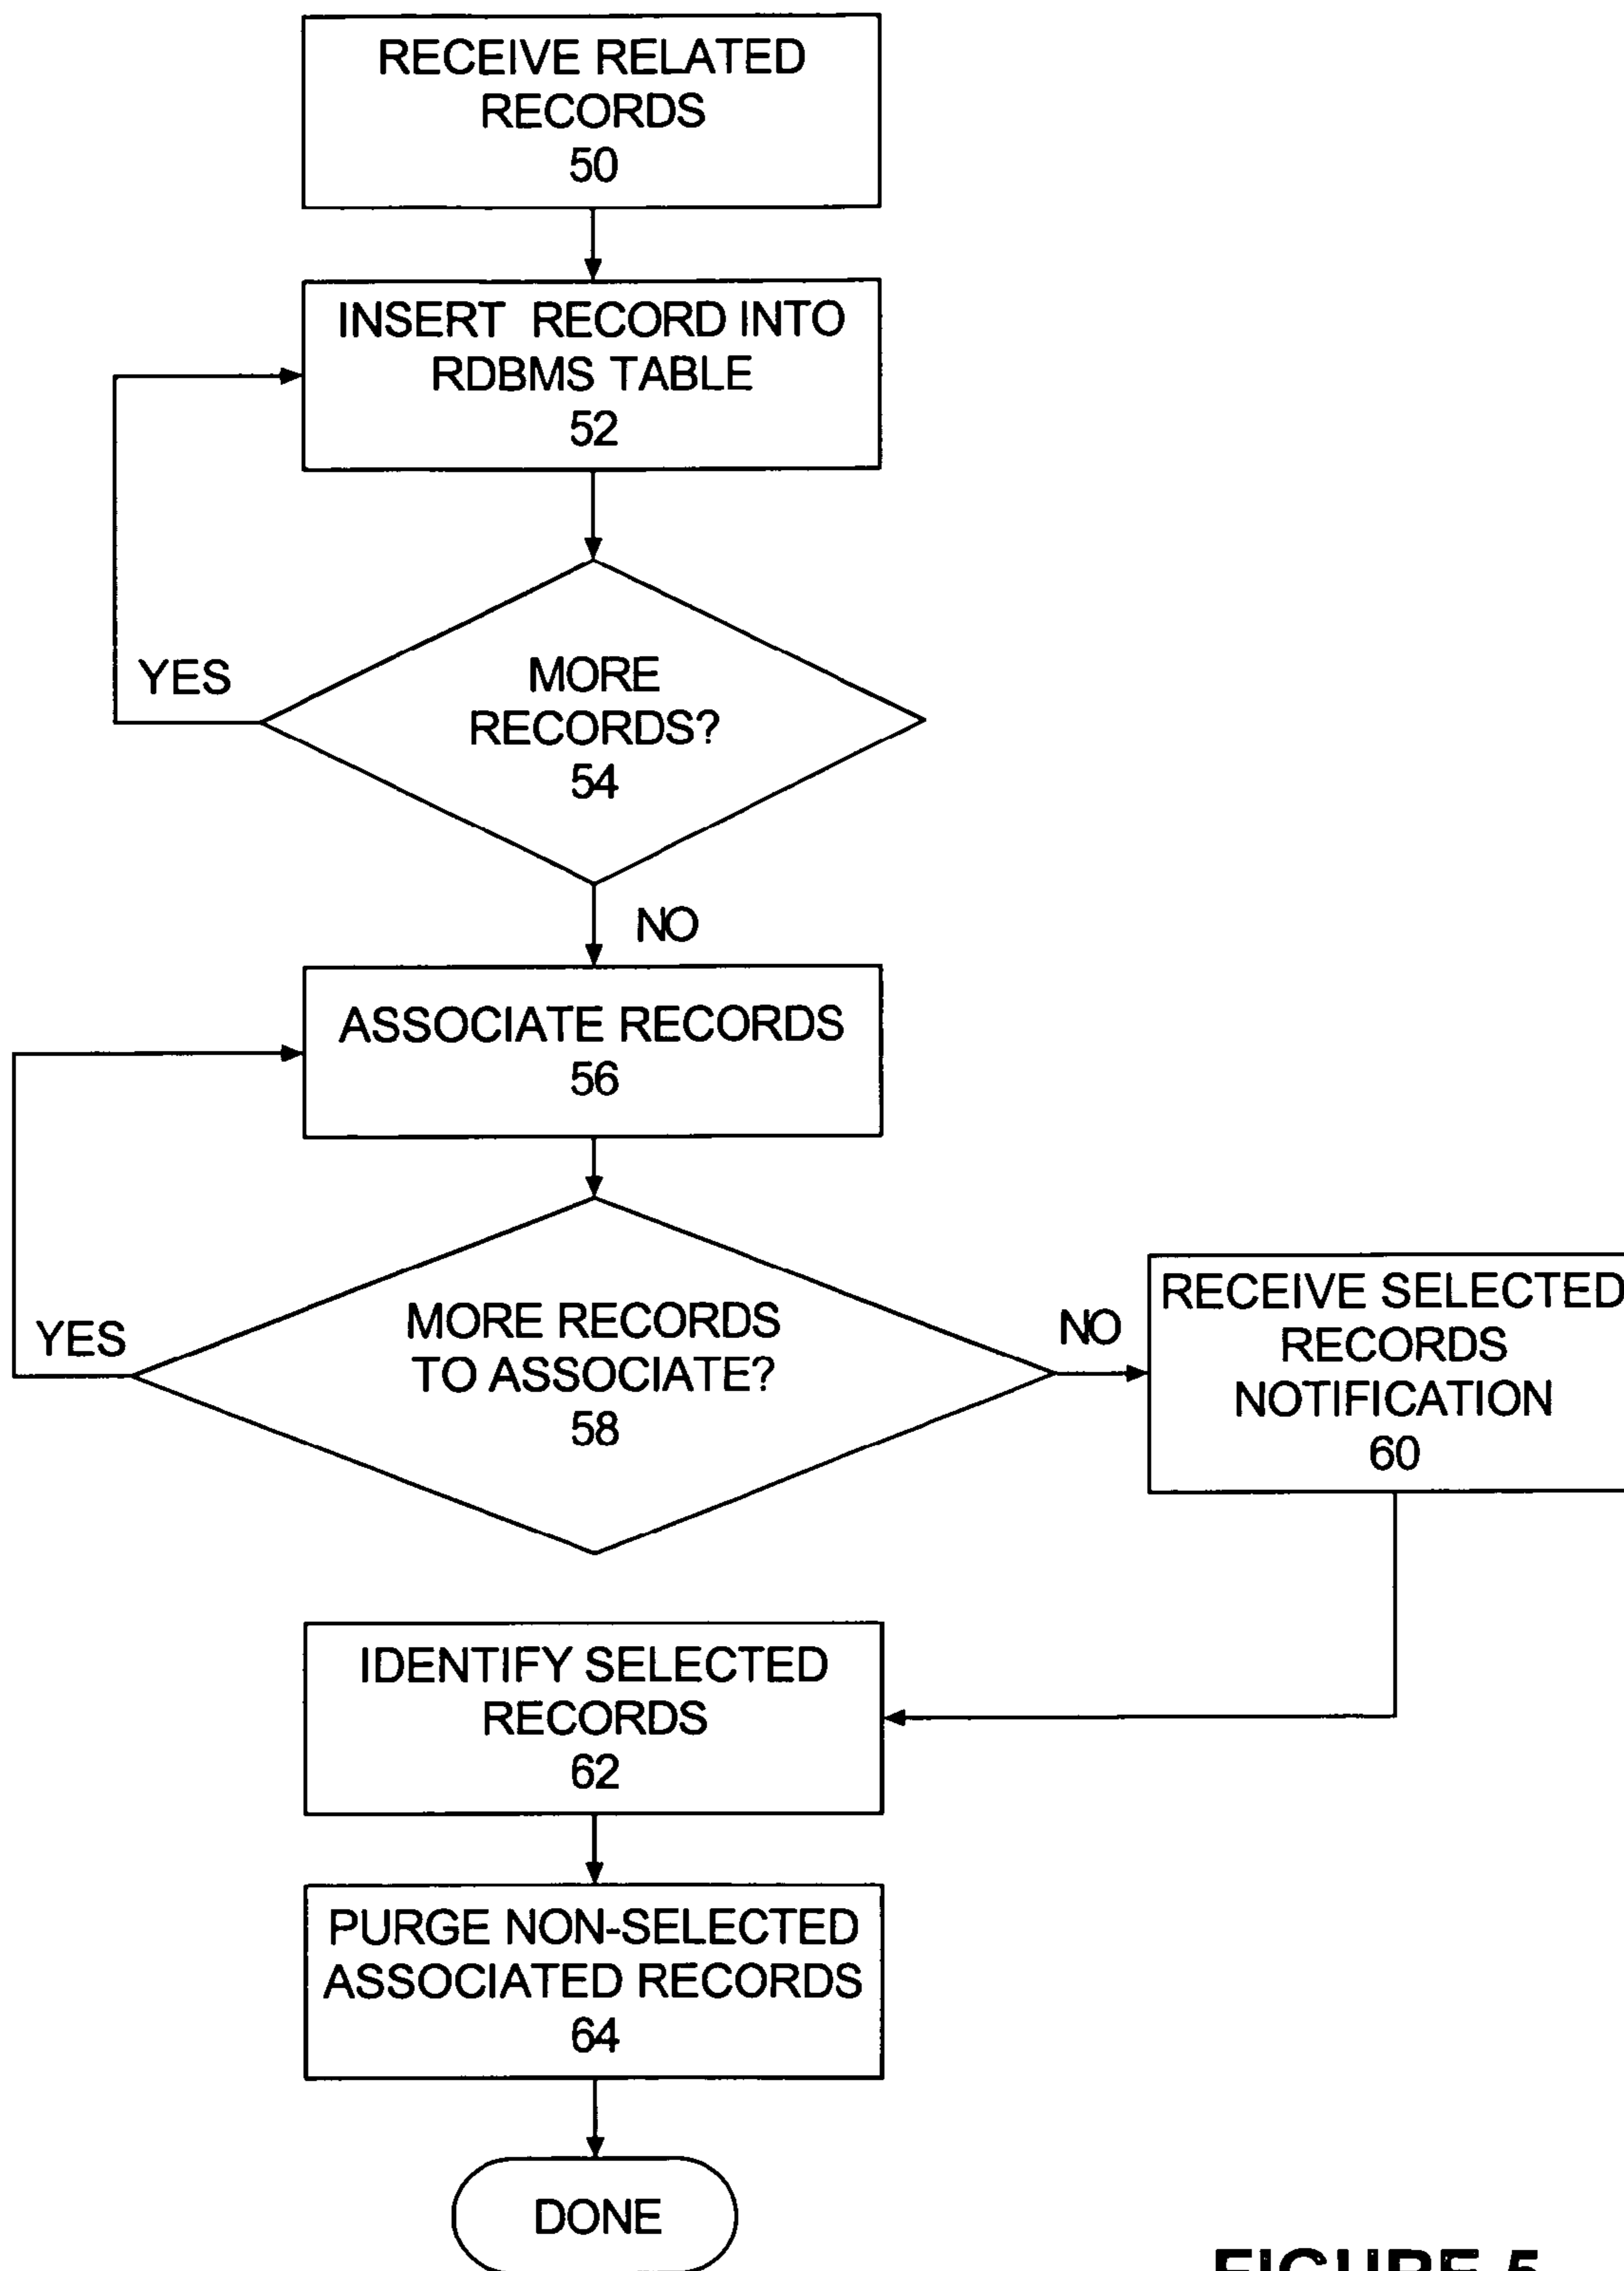 RECEIVE RELATED
RECORDS
50
INSERT RECORD INTO
RDBMS TABLE
52
YES
MORE
RECORDS?
54
NO
ASSOCIATE RECORDS
56
YES
MORE RECORDS
TO ASSOCIATE?
58
NO
RECEIVE SELECTED
RECORDS
NOTIFICATION
60
IDENTIFY SELECTED
RECORDS
62
PURGE NON-SELECTED
ASSOCIATED RECORDS
64
DONE
FIGURE 5